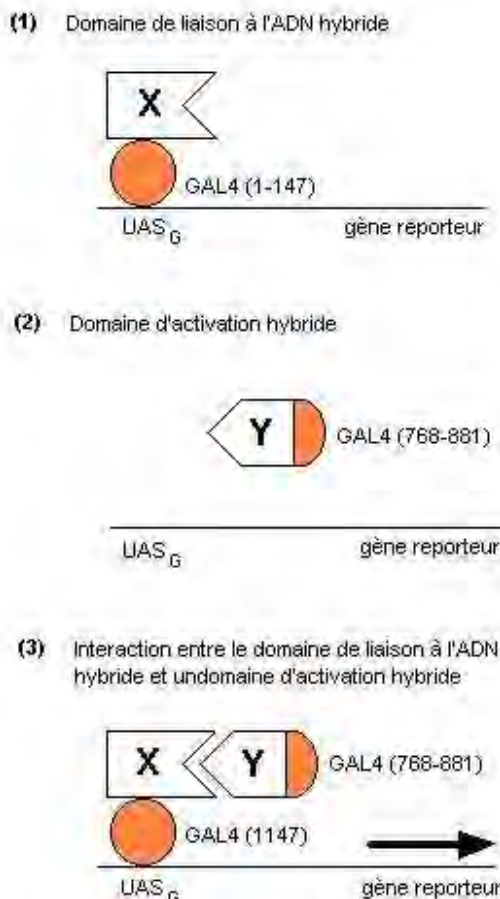 (1) Domaine de liaison à l'ADN hybride
X
GAL4 (1-147)
UAS G gène reporteur
(2) Domaine d'activation hybride
Y GAL4 (768-881)
UAS G gène reporteur
(3) Interaction entre le domaine de liaison à l'ADN
hybride et undomaine d'activation hybride
X Y GAL4 (768-881)
GAL4 (1147)
UAS G gène reporteur